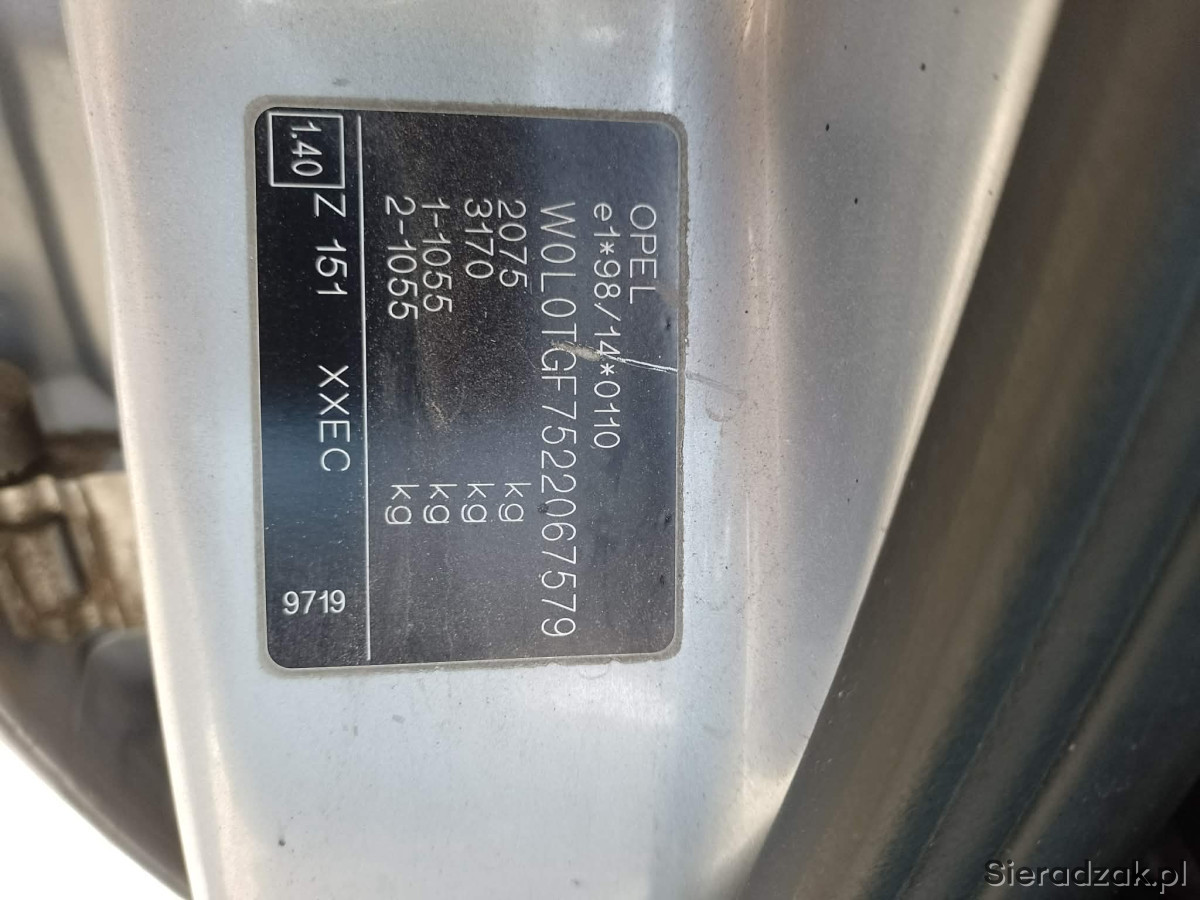 OPEL
e1*98/14*0110
W0L0TGF7522067579
2075 kg
3170 kg
1-1055 kg
2-1055 kg
1.40 Z 151 XXEC 9719
Sieradzak.pl